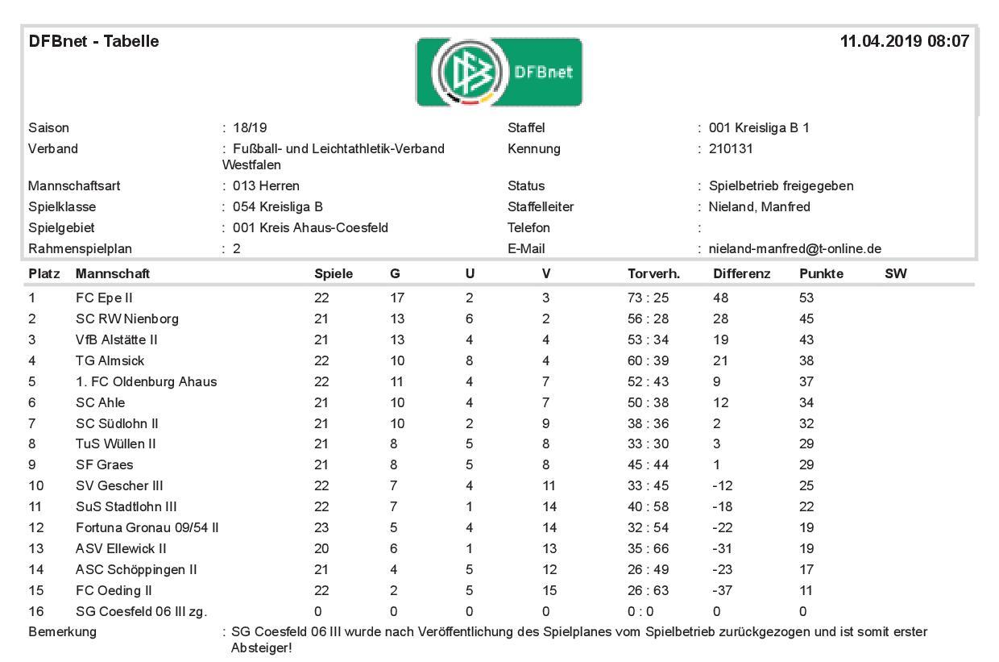 DFBnet - Tabelle 11.04.2019 08:07
DFBnet
Saison : 18/19 Staffel : 001 Kreisliga B 1
Verband : Fußball- und Leichtathletik-Verband Kennung : 210131
Westfalen
Mannschaftsart : 013 Herren Status : Spielbetrieb freigegeben
Spielklasse : 054 Kreisliga B Staffelleiter : Nieland, Manfred
Spielgebiet : 001 Kreis Ahaus-Coesfeld Telefon :
Rahmenspielplan : 2 E-Mail : nieland-manfred@t-online.de
Platz Mannschaft Spiele G U V Torverh. Differenz Punkte SW
1 FC Epe II 22 17 2 3 73 : 25 48 53
2 SC RW Nienborg 21 13 6 2 56 : 28 28 45
3 VfB Alstätte II 21 13 4 4 53 : 34 19 43
4 TG Almsick 22 10 8 4 60 : 39 21 38
5 1. FC Oldenburg Ahaus 22 11 4 7 52 : 43 9 37
6 SC Ahle 21 10 4 7 50 : 38 12 34
7 SC Südlohn II 21 10 2 9 38 : 36 2 32
8 TuS Wüllen II 21 8 5 8 33 : 30 3 29
9 SF Graes 21 8 5 8 45 : 44 1 29
10 SV Gescher III 22 7 4 11 33 : 45 -12 25
11 SuS Stadtlohn III 22 7 1 14 40 : 58 -18 22
12 Fortuna Gronau 09/54 II 23 5 4 14 32 : 54 -22 19
13 ASV Ellewick II 20 6 1 13 35 : 66 -31 19
14 ASC Schöppingen II 21 4 5 12 26 : 49 -23 17
15 FC Oeding II 22 2 5 15 26 : 63 -37 11
16 SG Coesfeld 06 III zg. 0 0 0 0 0 : 0 0 0
Bemerkung : SG Coesfeld 06 III wurde nach Veröffentlichung des Spielplanes vom Spielbetrieb zurückgezogen und ist somit erster
Absteiger!